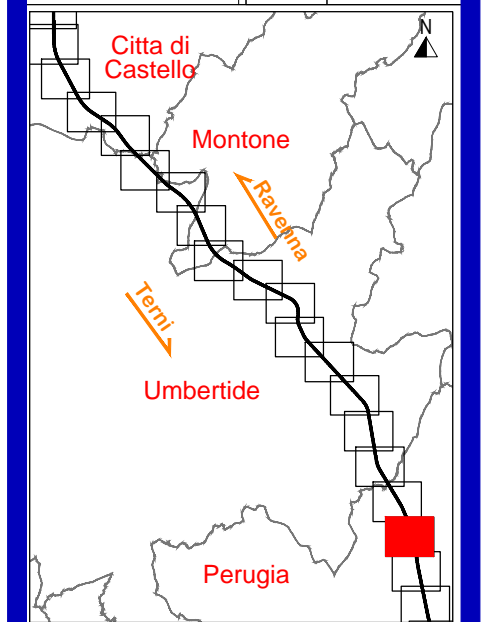 N
Citta di
Castello
Montone
Ravenna
Terni
Umbertide
Perugia